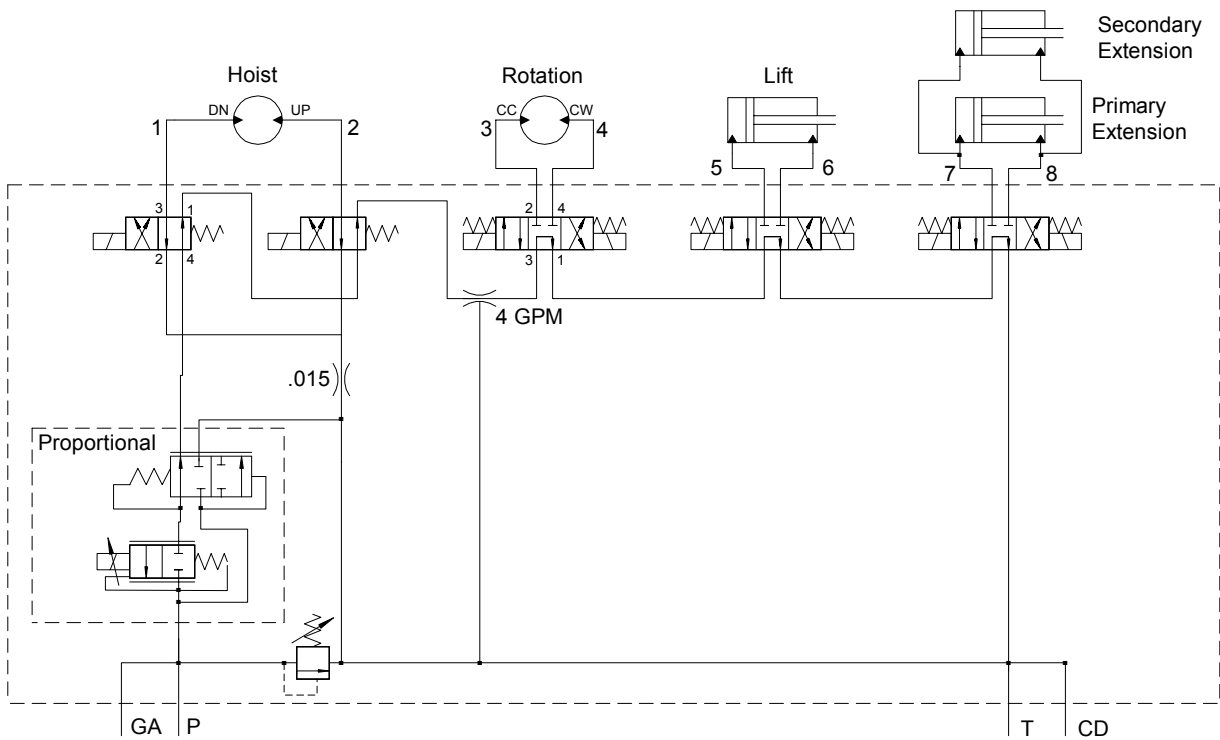 Secondary
Extension
Hoist
Rotation
Lift
Primary
Extension
DN UP
CC CW
1 2 3 4
5 6 7 8
3 1
2 4
2 4
3 1
4 GPM
.015
Proportional
GA P T CD